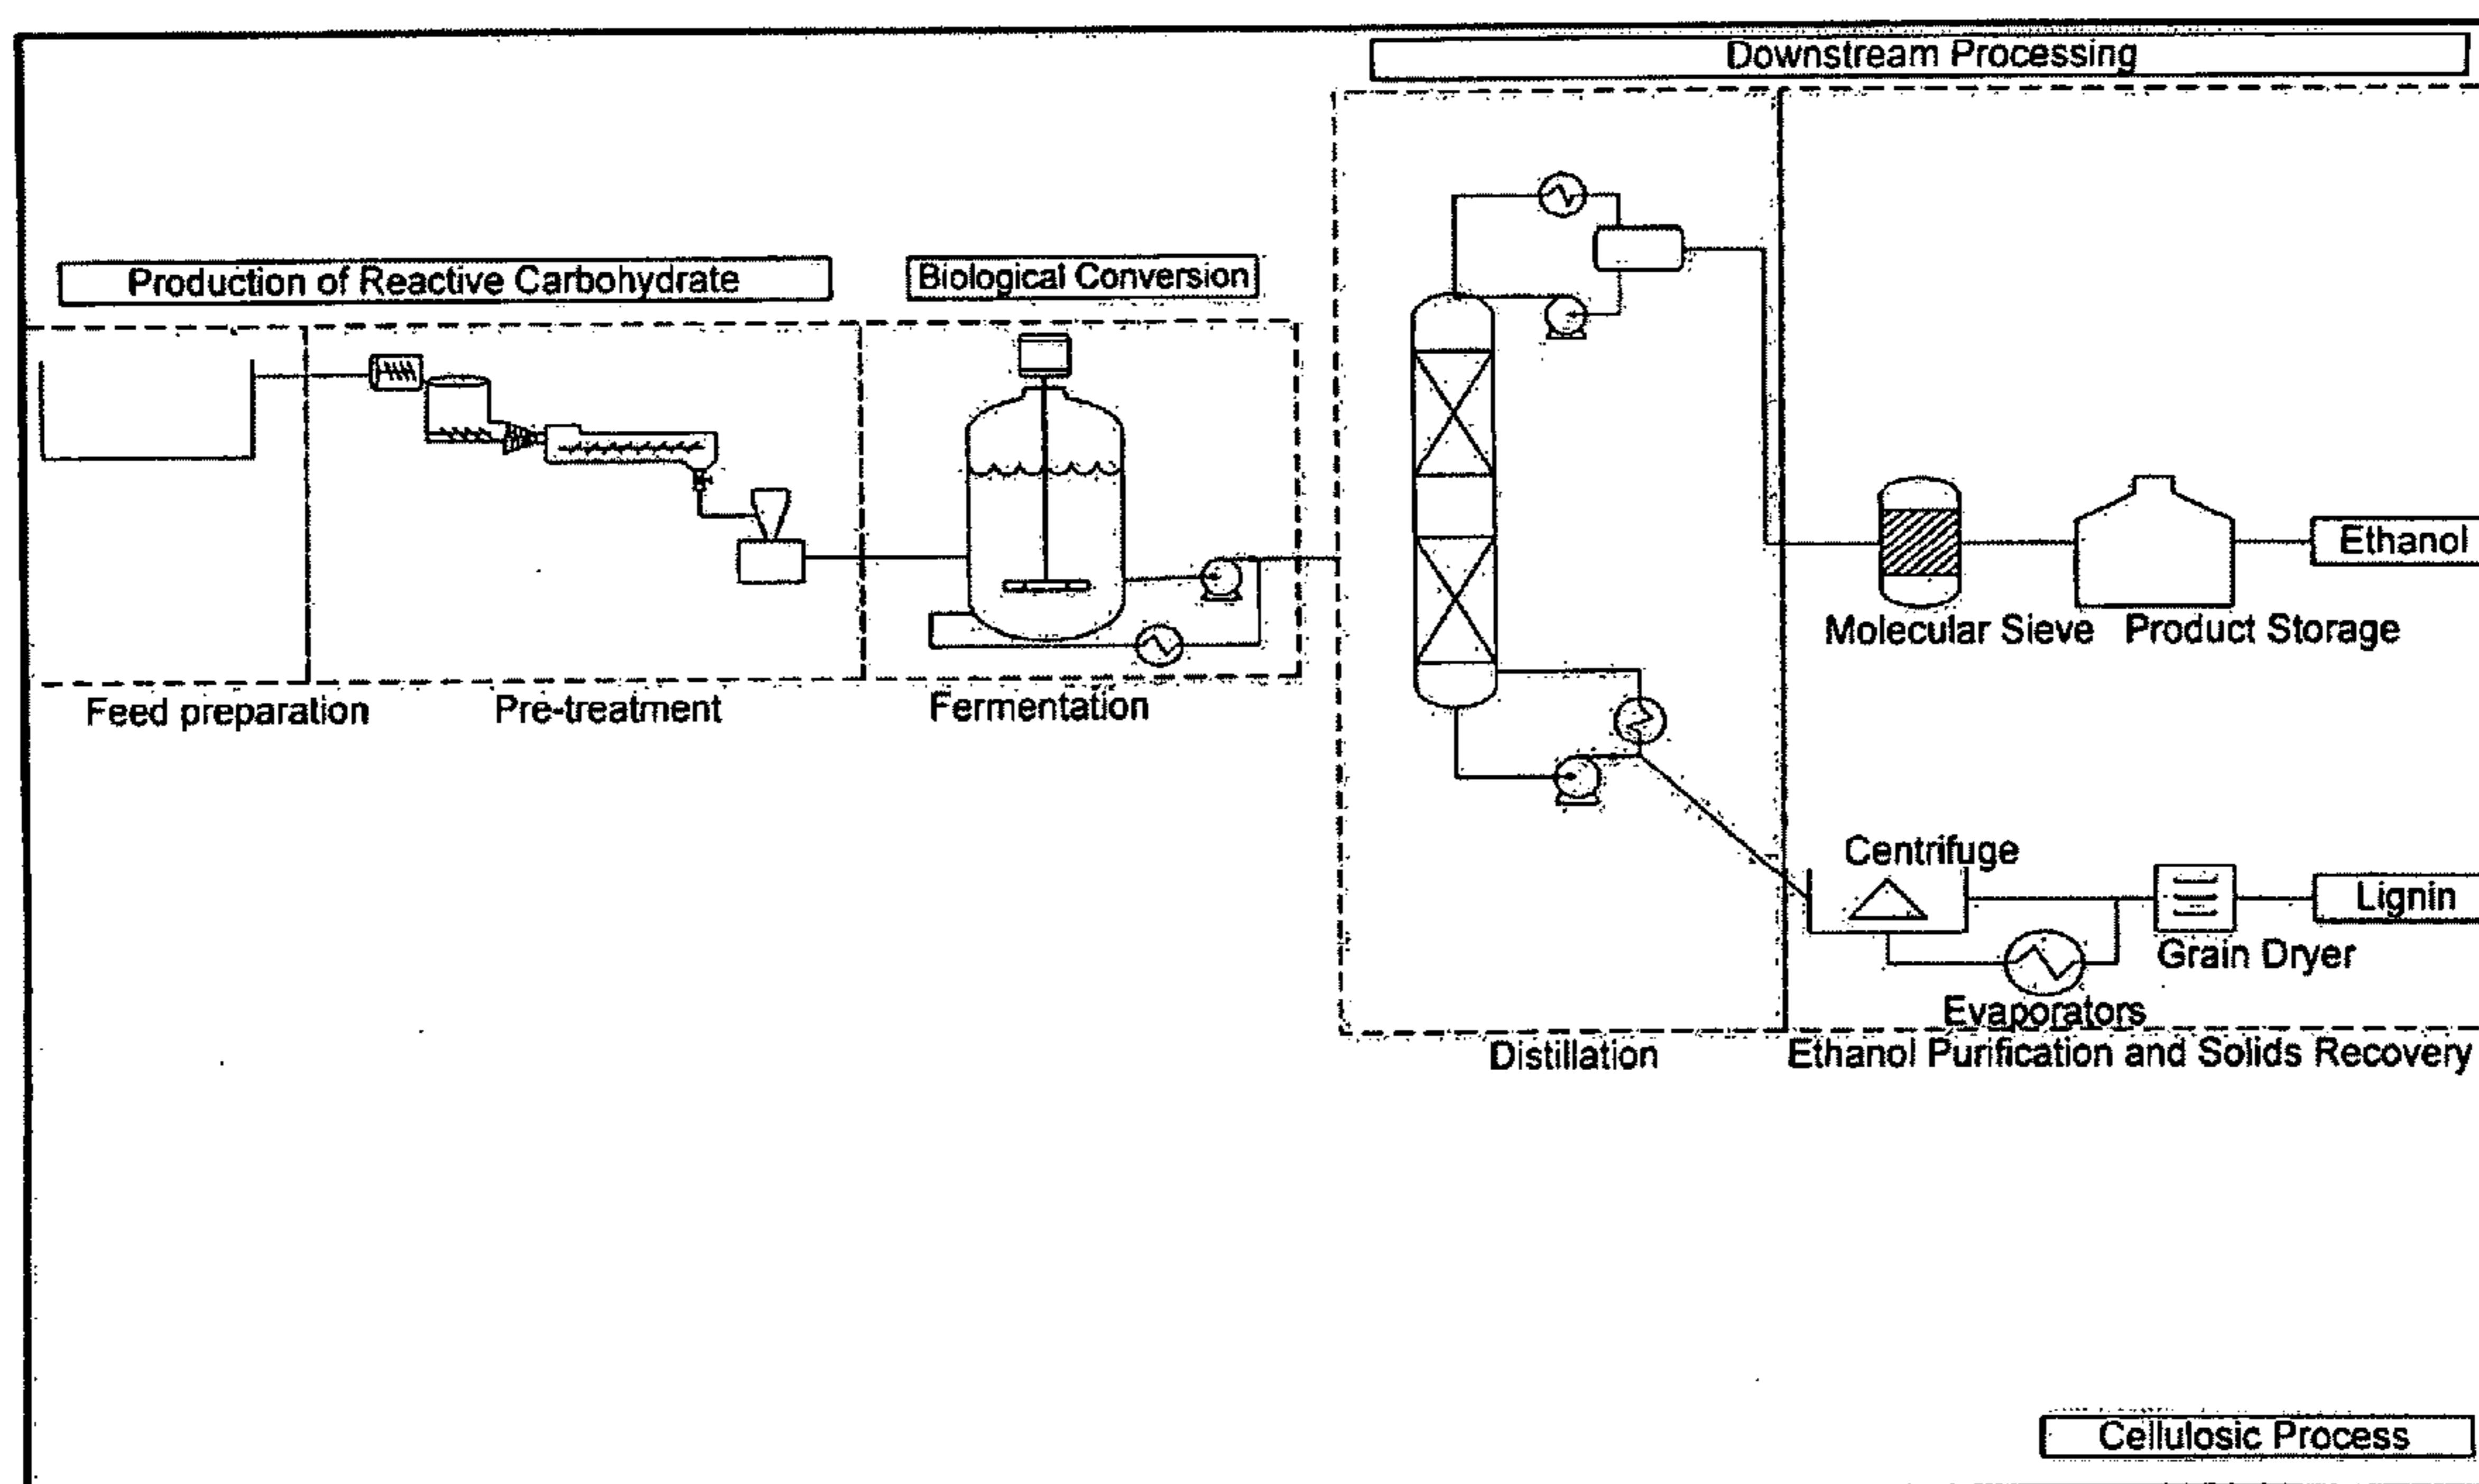 Downstream Processing
Production of Reactive Carbohydrate
Biological Conversion
Ethanol
Molecular Sieve
Product Storage
Feed preparation
Pre-treatment
Fermentation
Centrifuge
Lignin
Grain Dryer
Evaporators
Distillation
Ethanol Purification and Solids Recovery
Cellulosic Process